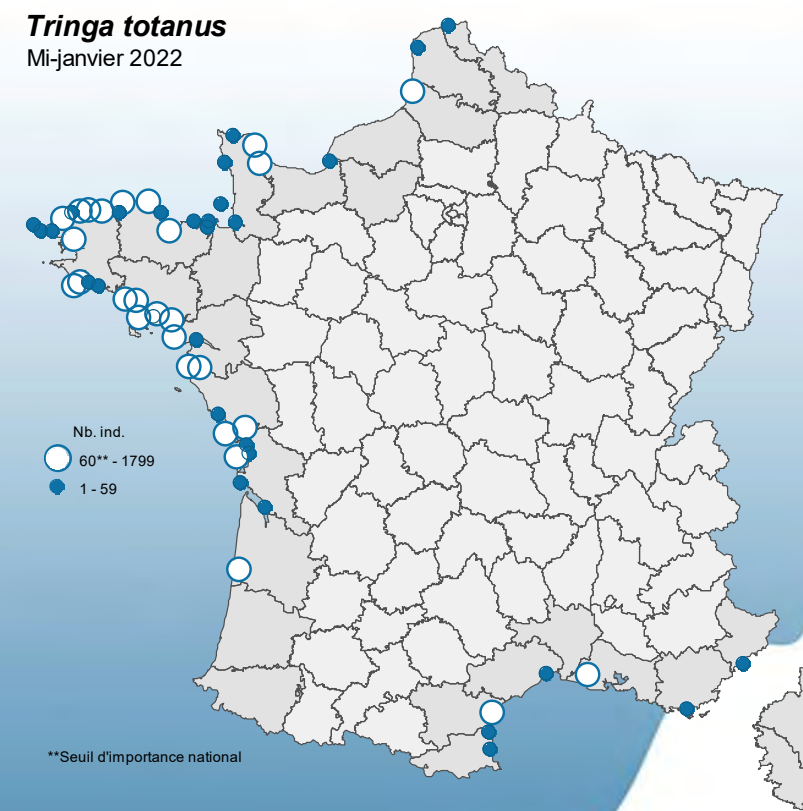 Tringa totanus
Mi-janvier 2022
Nb. ind.
60** - 1799
1 - 59
**Seuil d'importance national